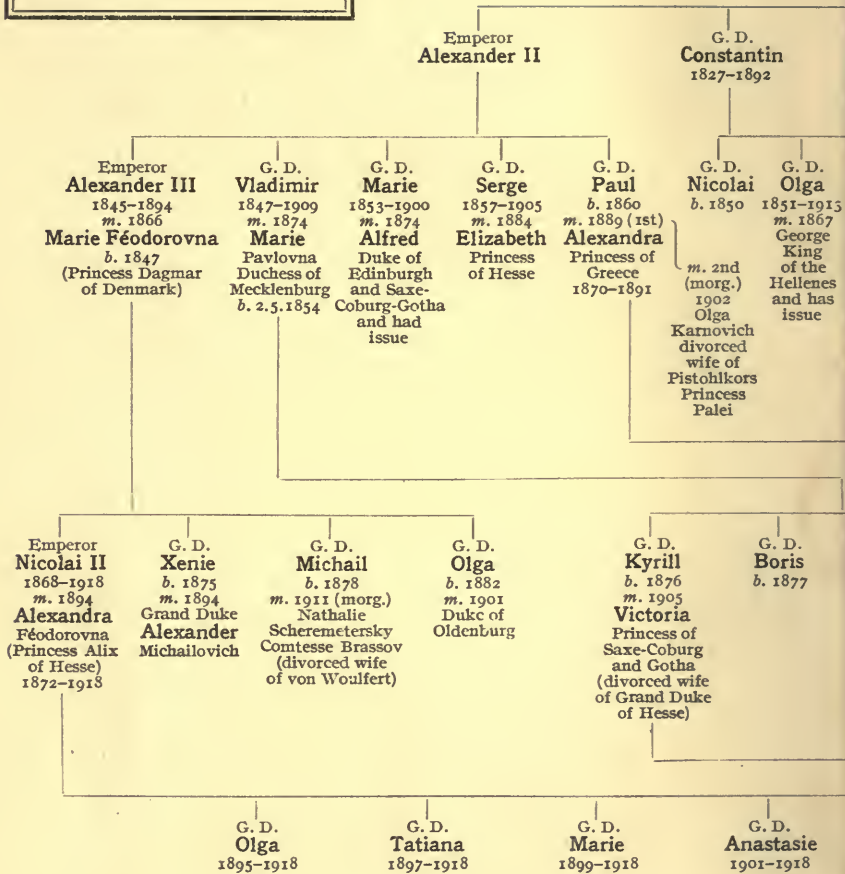 Emperor
Alexander II
G. D.
Constantin
1827–1892
Emperor
Alexander III
1845–1894
m. 1866
Marie Féodorovna
b. 1847
(Princess Dagmar
of Denmark)
G. D.
Vladimir
1847–1909
m. 1874
Marie
Pavlovna
Duchess of
Mecklenburg
b. 2.5.1854
G. D.
Marie
1853–1900
m. 1874
Alfred
Duke of
Edinburgh
and Saxe-
Coburg-Gotha
and had
issue
G. D.
Serge
1857–1905
m. 1884
Elizabeth
Princess
of Hesse
G. D.
Paul
b. 1860
m. 1889 (1st)
Alexandra
Princess of
Greece
1870–1891
m. 2nd
(morg.)
1902
Olga
Karnovich
divorced
wife of
Pistohlkors
Princess
Palei
G. D.
Nicolai
b. 1850
G. D.
Olga
1851–1913
m. 1867
George
King
of the
Hellenes
and has
issue
Emperor
Nicolai II
1868–1918
m. 1894
Alexandra
Féodorovna
(Princess Alix
of Hesse)
1872–1918
G. D.
Xenie
b. 1875
m. 1894
Grand Duke
Alexander
Michailovich
G. D.
Michail
b. 1878
m. 1911 (morg.)
Nathalie
Scheremetersky
Comtesse Brassov
(divorced wife
of von Woulfert)
G. D.
Olga
b. 1882
m. 1901
Duke of
Oldenburg
G. D.
Kyrill
b. 1876
m. 1905
Victoria
Princess of
Saxe-Coburg
and Gotha
(divorced wife
of Grand Duke
of Hesse)
G. D.
Boris
b. 1877
G. D.
Olga
1895–1918
G. D.
Tatiana
1897–1918
G. D.
Marie
1899–1918
G. D.
Anastasie
1901–1918